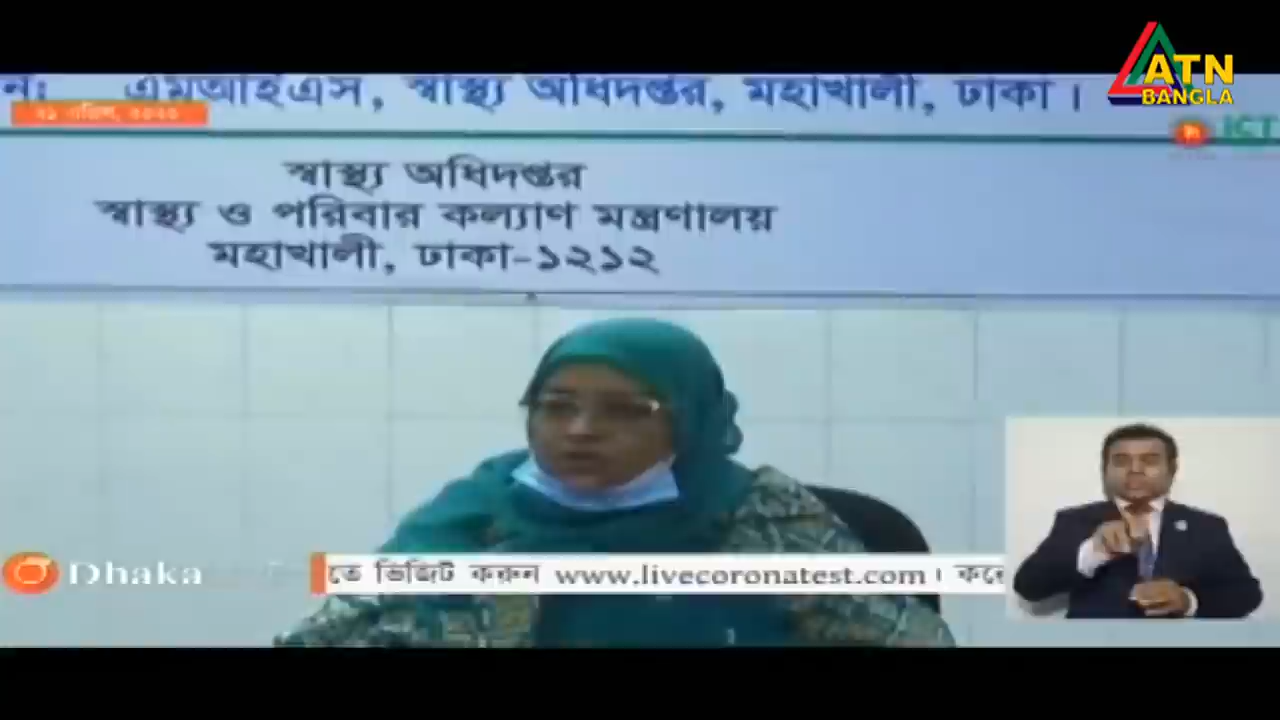 এমআইএস, স্বাস্থ্য অধিদপ্তর, মহাখালী, ঢাকা।
ATN
BANGLA
স্বাস্থ্য অধিদপ্তর
স্বাস্থ্য ও পরিবার কল্যাণ মন্ত্রণালয়
মহাখালী, ঢাকা-১২১২
Dhaka
তে ভিজিট করুন www.livecoronatest.com। করো